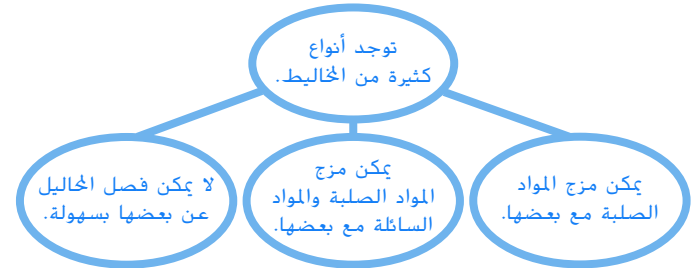 توجد أنواع
كثيرة من المخاليط.
يمكن مزج المواد
الصلبة مع بعضها.
يمكن مزج
المواد الصلبة والمواد
السائلة مع بعضها.
لا يمكن فصل المحاليل
عن بعضها بسهولة.